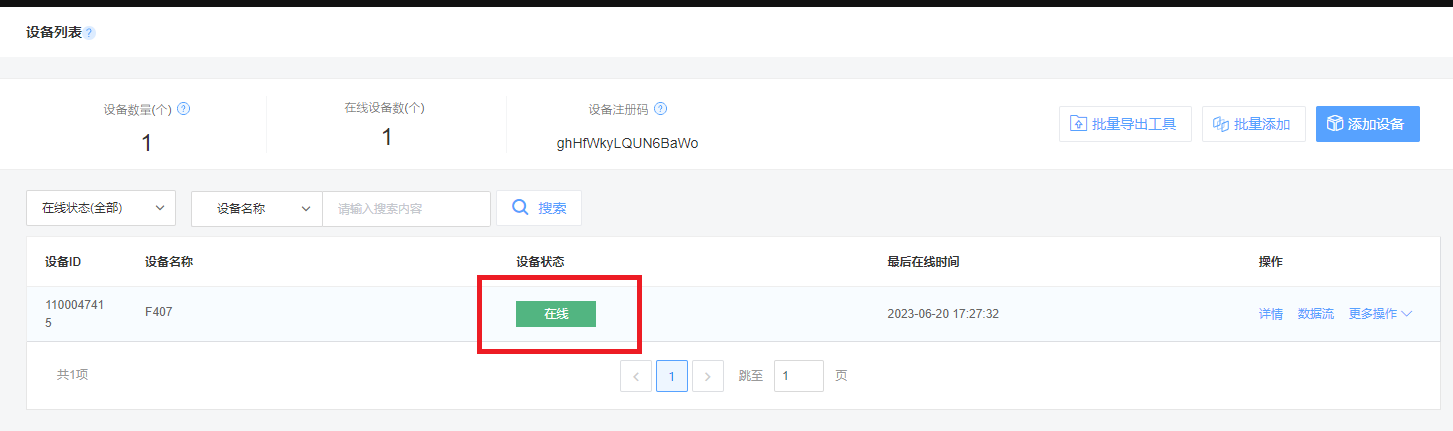 设备列表 ?
设备数量(个) ?
1
在线设备数(个)
1
设备注册码 ?
ghHfWkyLQUN6BaWo
批量导出工具
批量添加
添加设备
在线状态(全部)
设备名称
请输入搜索内容
搜索
设备ID 设备名称 设备状态 最后在线时间 操作
110004741
5
F407
在线
2023-06-20 17:27:32
详情 数据流 更多操作
共1项
1
跳至 1 页